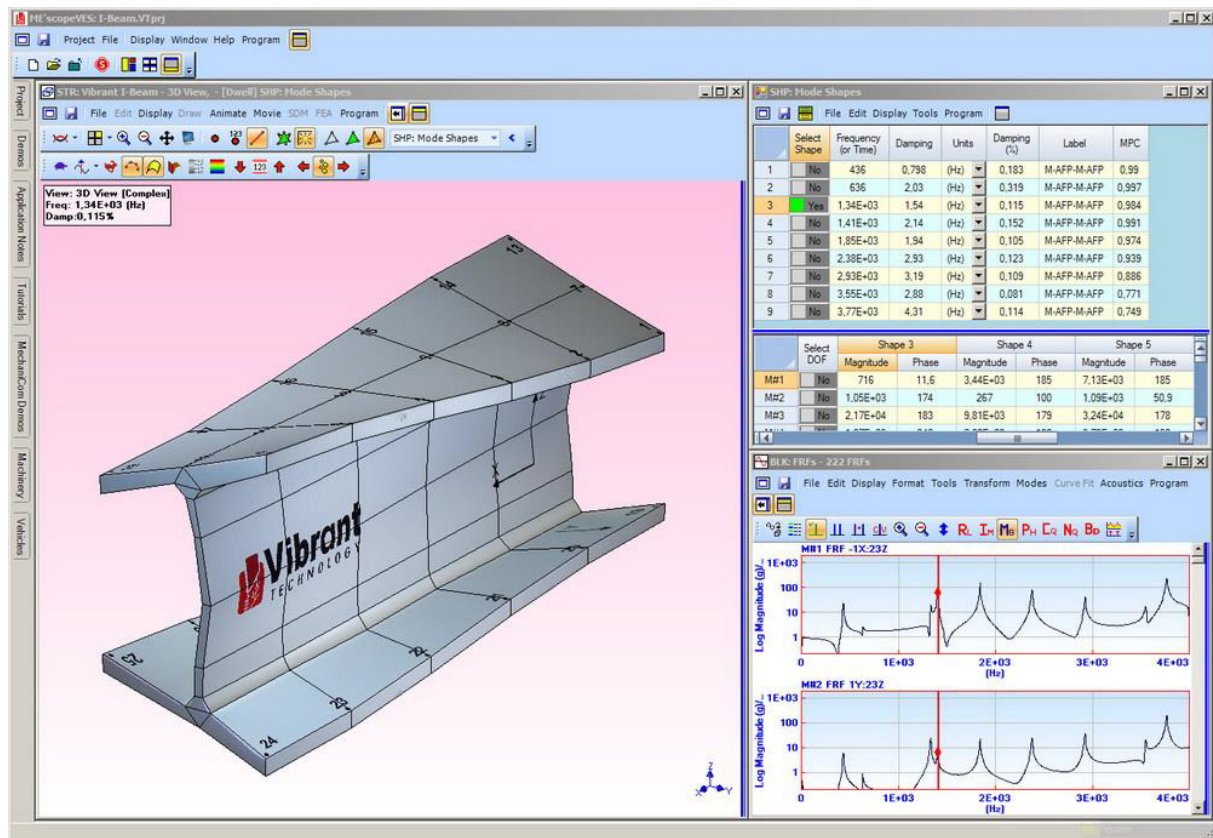 ME'scopeVES: I-Beam.VTprj
Project File Display Window Help Program
Project
Demos
Application Notes
Tutorials
MechaniCom Demos
Machinery
Vehicles
STR: Vibrant I-Beam - 3D View, - [Dwell] SHP: Mode Shapes
File Edit Display Draw Animate Movie SDM FEA Program
SHP: Mode Shapes
View: 3D View [Complex]
Freq: 1,34E+03 (Hz)
Damp:0,115%
13
14
7
1
Vibrant
TECHNOLOGY
22
23
24
Z
X Y
SHP: Mode Shapes
File Edit Display Tools Program
Select Shape Frequency (or Time) Damping Units Damping (%) Label MPC
1 No 436 0,798 (Hz) 0,183 M-AFP-M-AFP 0,99
2 No 636 2,03 (Hz) 0,319 M-AFP-M-AFP 0,997
3 Yes 1,34E+03 1,54 (Hz) 0,115 M-AFP-M-AFP 0,984
4 No 1,41E+03 2,14 (Hz) 0,152 M-AFP-M-AFP 0,991
5 No 1,85E+03 1,94 (Hz) 0,105 M-AFP-M-AFP 0,974
6 No 2,38E+03 2,93 (Hz) 0,123 M-AFP-M-AFP 0,939
7 No 2,93E+03 3,19 (Hz) 0,109 M-AFP-M-AFP 0,886
8 No 3,55E+03 2,88 (Hz) 0,081 M-AFP-M-AFP 0,771
9 No 3,77E+03 4,31 (Hz) 0,114 M-AFP-M-AFP 0,749
Select DOF Shape 3 Shape 4 Shape 5
Magnitude Phase Magnitude Phase Magnitude Phase
M#1 No 716 11,6 3,44E+03 185 7,13E+03 185
M#2 No 1,05E+03 174 267 100 1,09E+03 50,9
M#3 No 2,17E+04 183 9,81E+03 179 3,24E+04 178
BLK: FRFs - 222 FRFs
File Edit Display Format Tools Transform Modes Curve Fit Acoustics Program
M#1 FRF -1X:23Z
Log Magnitude (g)/...
1E+03
100
10
1
0 1E+03 2E+03 3E+03 4E+03
(Hz)
M#2 FRF 1Y:23Z
Log Magnitude (g)/...
1E+03
100
10
1
0 1E+03 2E+03 3E+03 4E+03
(Hz)